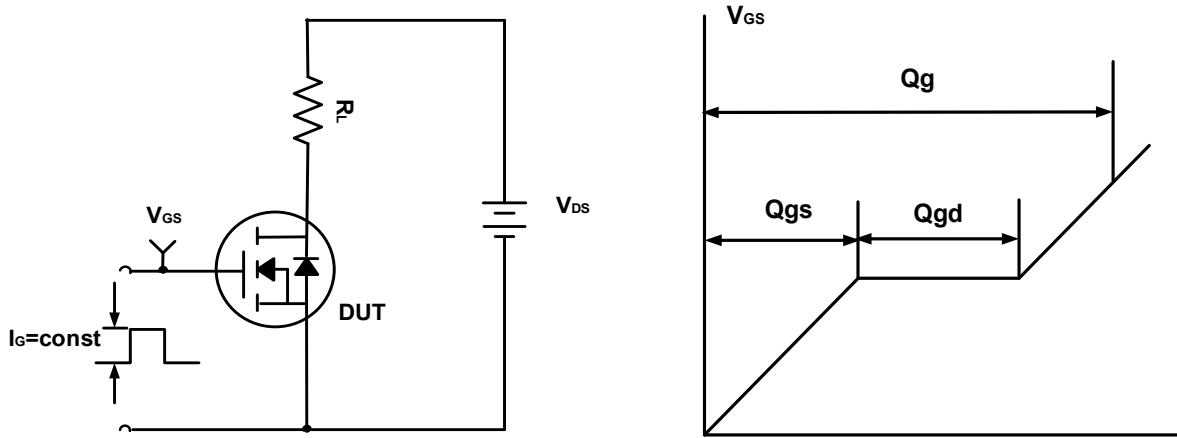 RL
VGS
VDS
DUT
IG=const
VGS
Qg
Qgs
Qgd